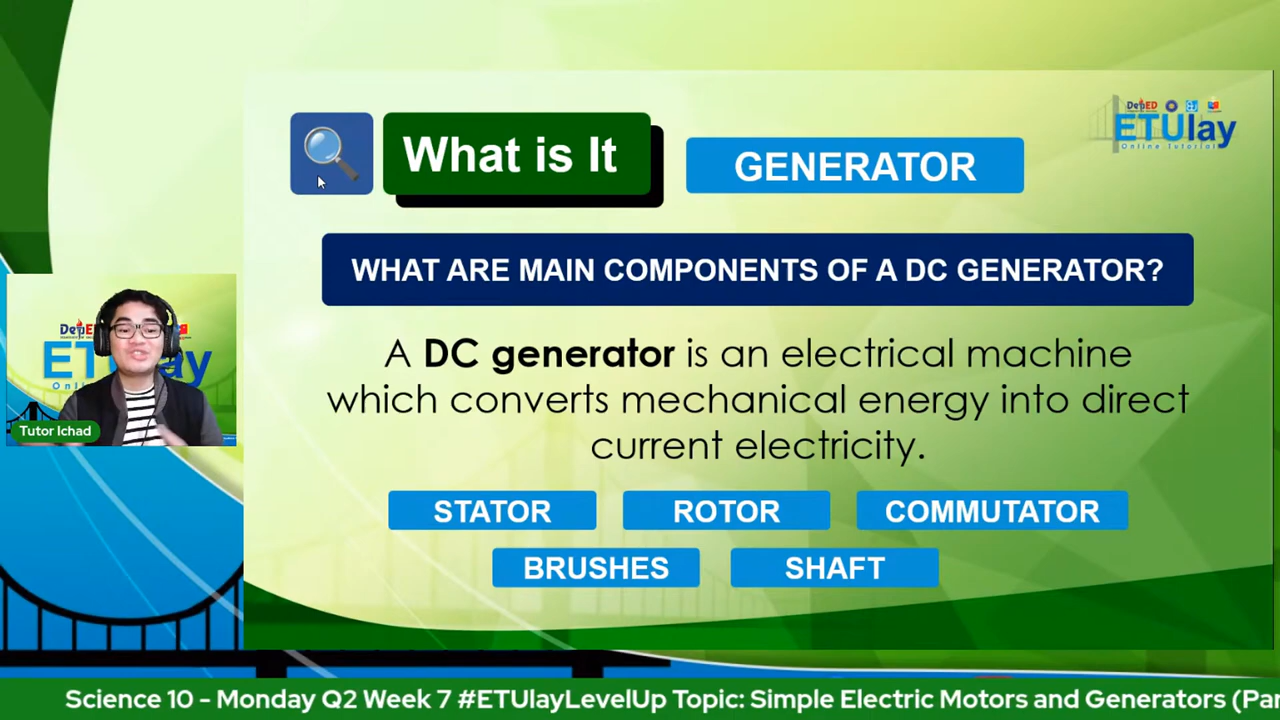 What is It
GENERATOR
DepED
ETUlay
Online Tutorial
WHAT ARE MAIN COMPONENTS OF A DC GENERATOR?
A DC generator is an electrical machine
which converts mechanical energy into direct
current electricity.
STATOR
ROTOR
COMMUTATOR
BRUSHES
SHAFT
Tutor Ichad
Science 10 - Monday Q2 Week 7 #ETUlayLevelUp Topic: Simple Electric Motors and Generators (Par